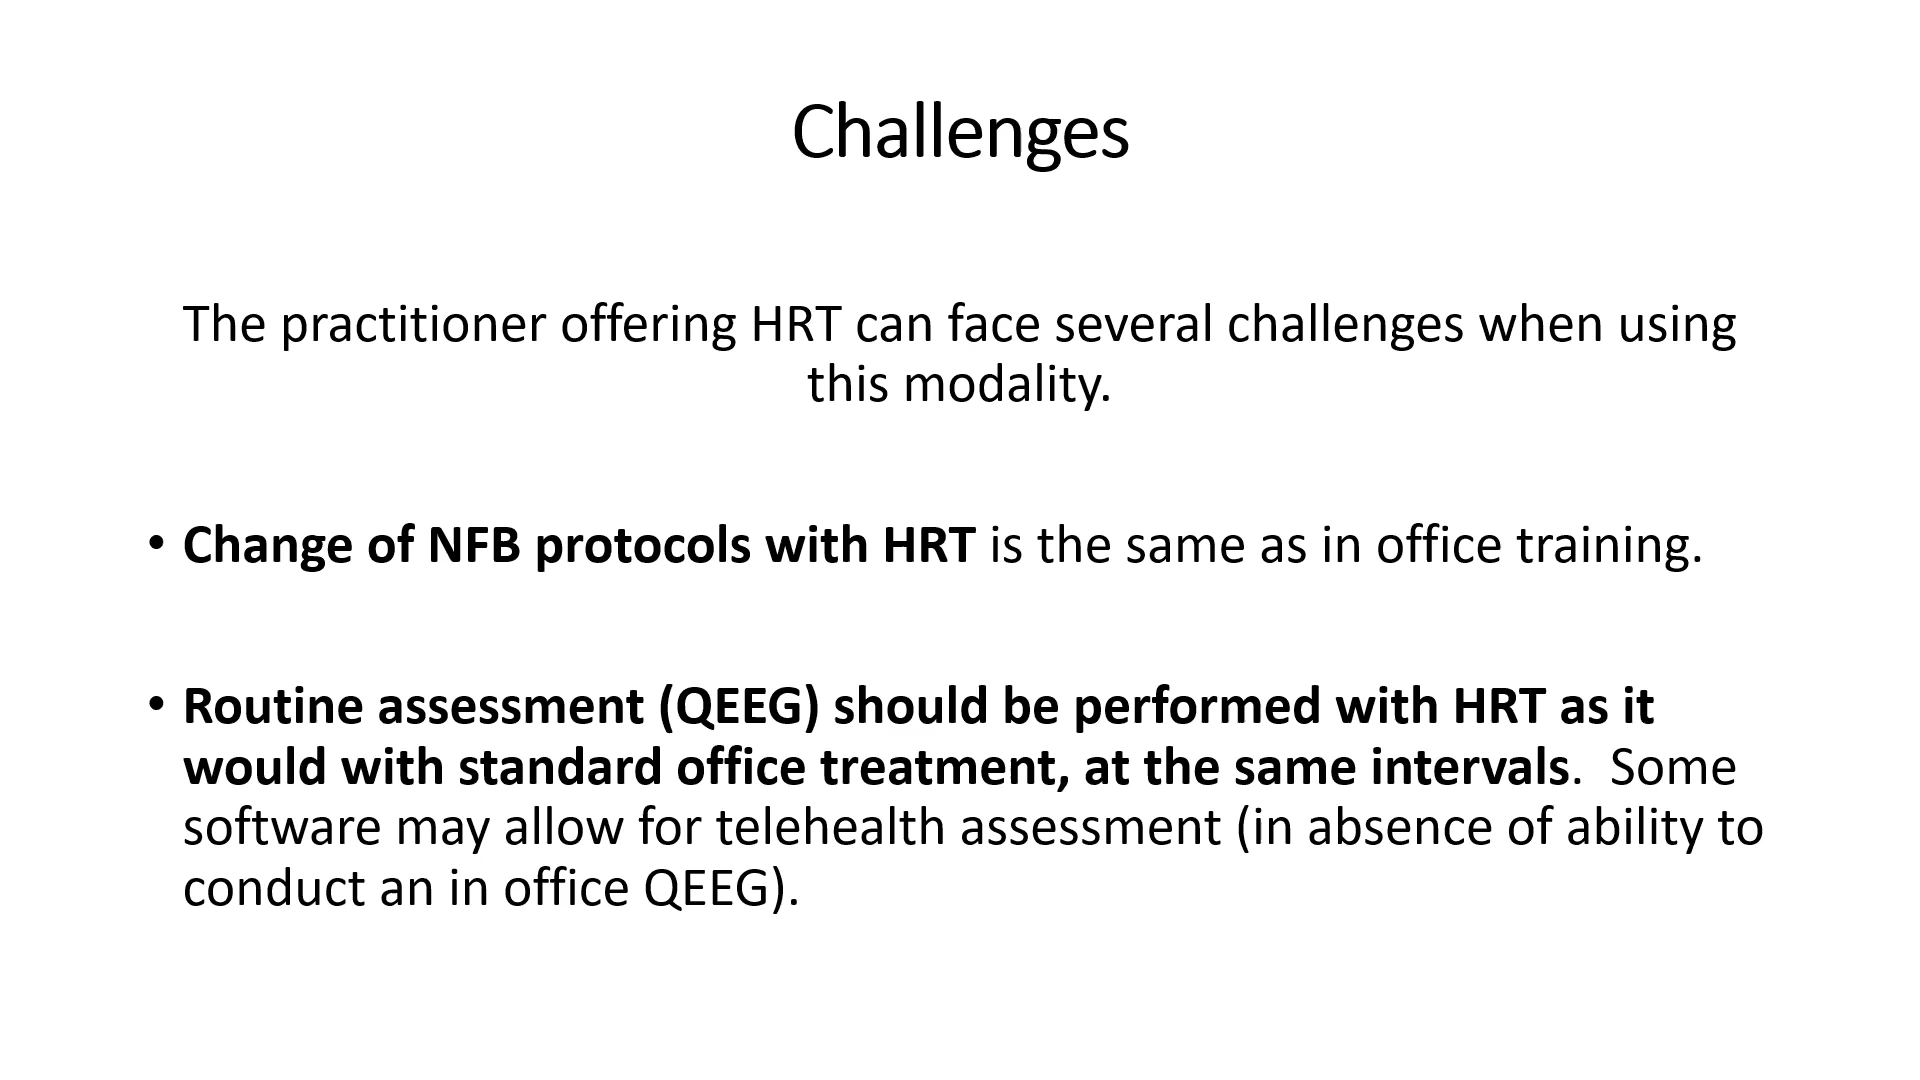 Challenges
The practitioner offering HRT can face several challenges when using
this modality.
• Change of NFB protocols with HRT is the same as in office training.
• Routine assessment (QEEG) should be performed with HRT as it
would with standard office treatment, at the same intervals.  Some
software may allow for telehealth assessment (in absence of ability to
conduct an in office QEEG).